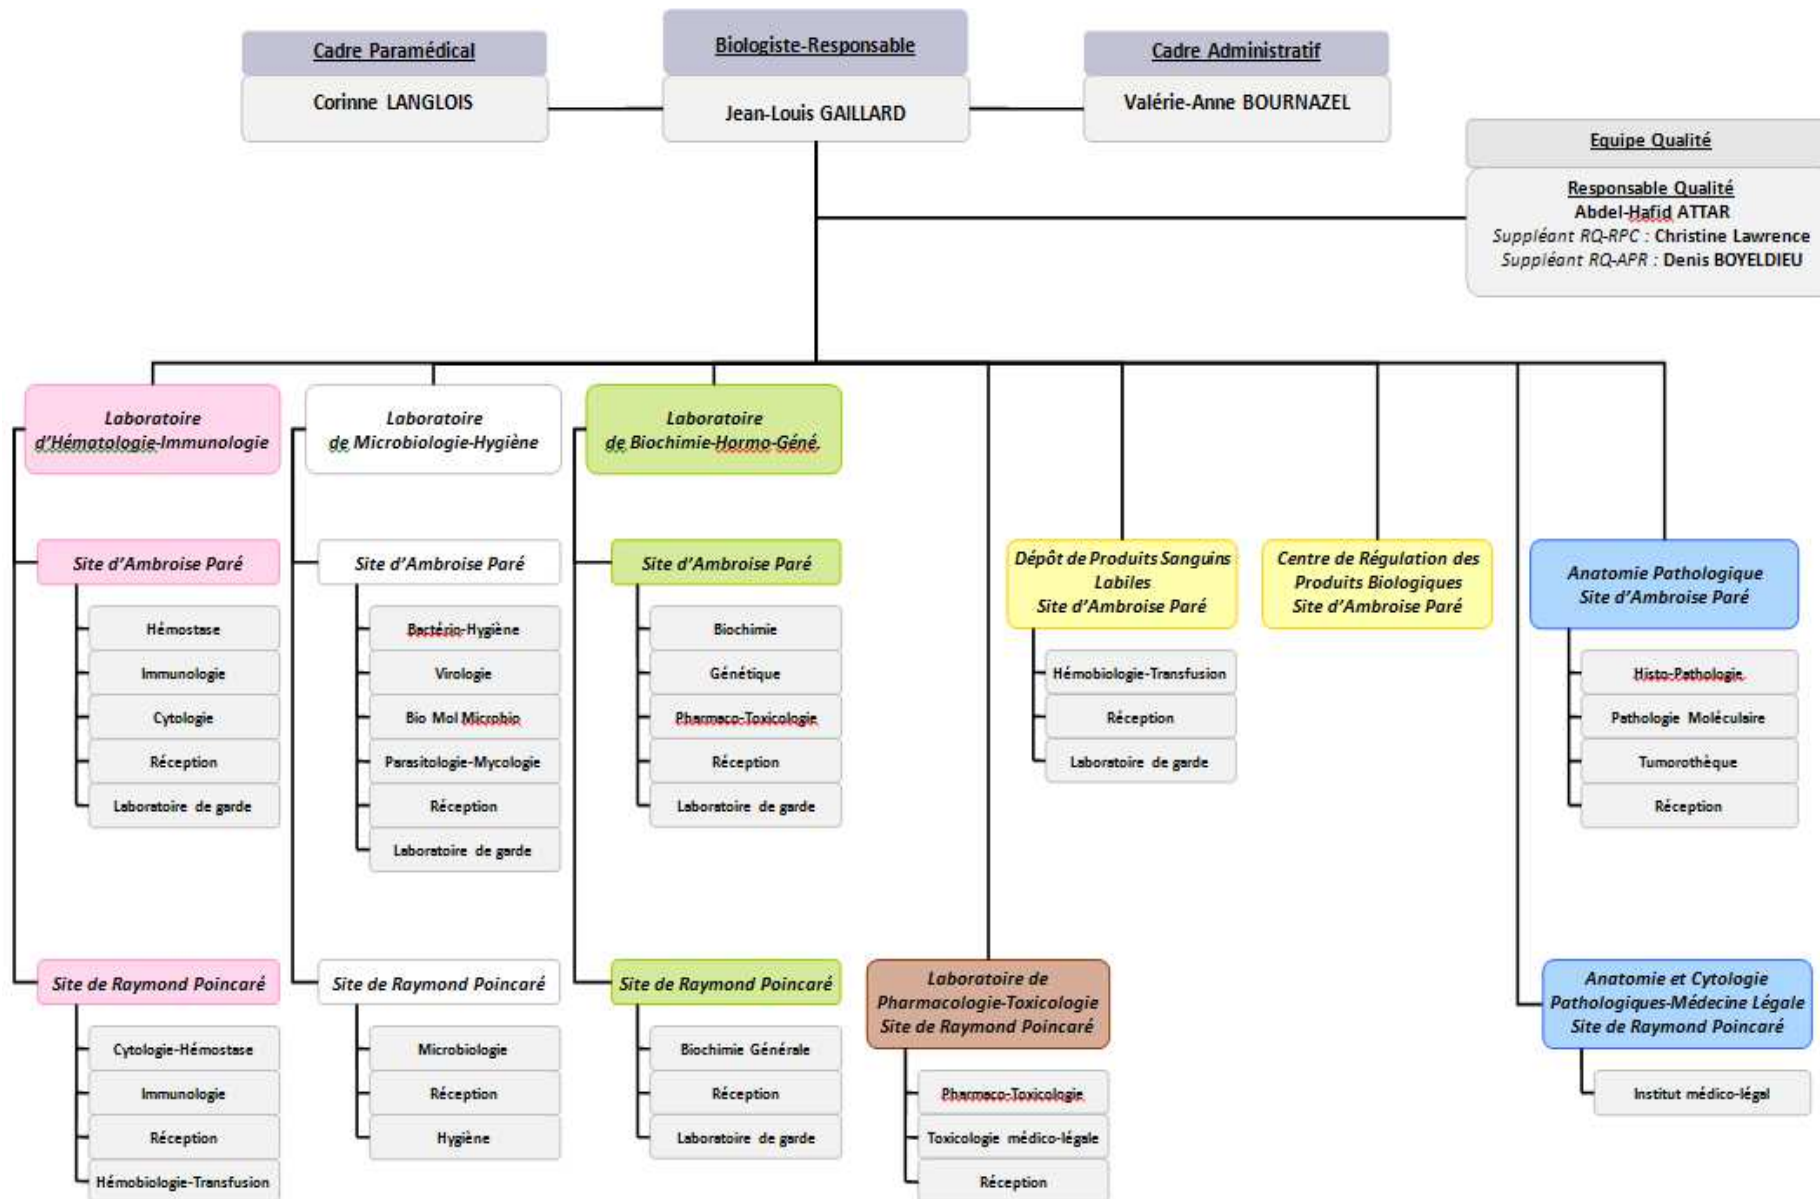 Cadre Paramédical
Corinne LANGLOIS
Biologiste-Responsable
Jean-Louis GAILLARD
Cadre Administratif
Valérie-Anne BOURNAZEL
Equipe Qualité
Responsable Qualité
Abdel-Hafid ATTAR
Suppléant RQ-RPC : Christine Lawrence
Suppléant RQ-APR : Denis BOYELDIEU
Laboratoire
d'Hématologie-Immunologie
Site d'Ambroise Paré
Hémostase
Immunologie
Cytologie
Réception
Laboratoire de garde
Site de Raymond Poincaré
Cytologie-Hémostase
Immunologie
Réception
Hémobiologie-Transfusion
Laboratoire
de Microbiologie-Hygiène
Site d'Ambroise Paré
Bactério-Hygiène
Virologie
Bio Mol Microbio
Parasitologie-Mycologie
Réception
Laboratoire de garde
Site de Raymond Poincaré
Microbiologie
Réception
Hygiène
Laboratoire
de Biochimie-Hormo-Géné.
Site d'Ambroise Paré
Biochimie
Génétique
Pharmaco-Toxicologie
Réception
Laboratoire de garde
Site de Raymond Poincaré
Biochimie Générale
Réception
Laboratoire de garde
Laboratoire de
Pharmacologie-Toxicologie
Site de Raymond Poincaré
Pharmaco-Toxicologie
Toxicologie médico-légale
Réception
Dépôt de Produits Sanguins
Labiles
Site d'Ambroise Paré
Hémobiologie-Transfusion
Réception
Laboratoire de garde
Centre de Régulation des
Produits Biologiques
Site d'Ambroise Paré
Anatomie Pathologique
Site d'Ambroise Paré
Histo-Pathologie
Pathologie Moléculaire
Tumorothèque
Réception
Anatomie et Cytologie
Pathologiques-Médecine Légale
Site de Raymond Poincaré
Institut médico-légal